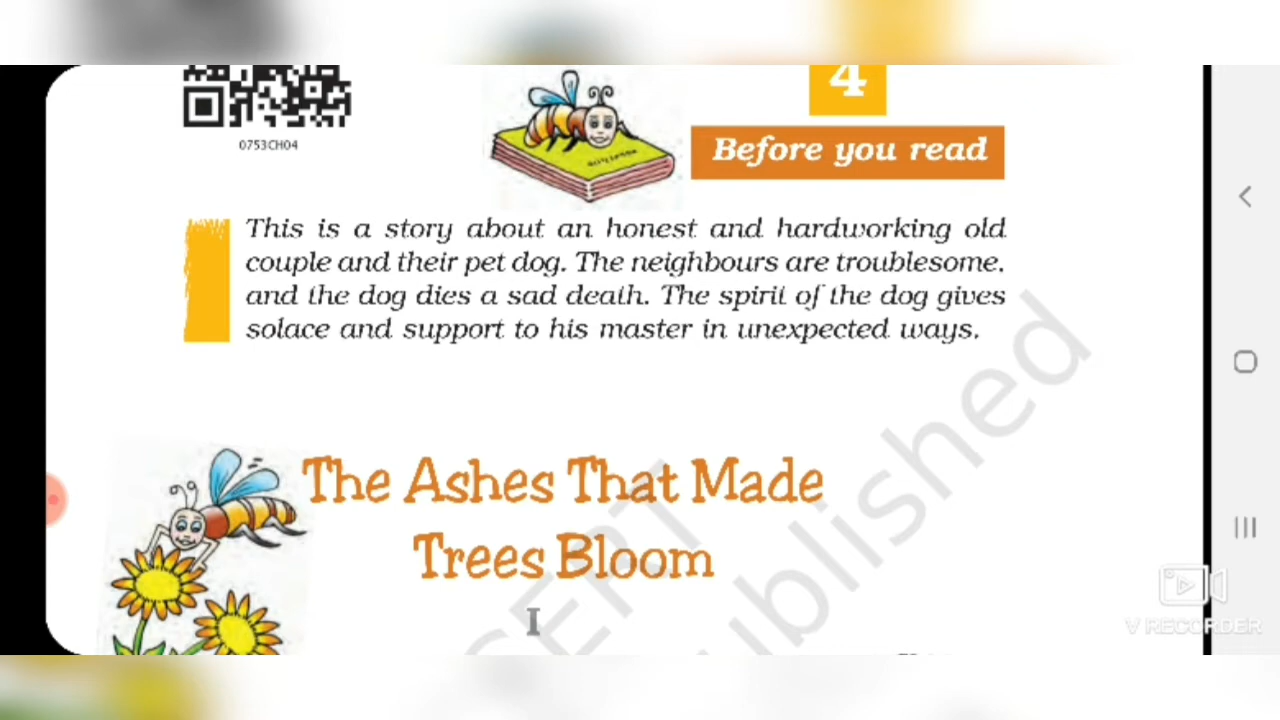 4
0753CH04
Before you read
This is a story about an honest and hardworking old
couple and their pet dog. The neighbours are troublesome,
and the dog dies a sad death. The spirit of the dog gives
solace and support to his master in unexpected ways.
The Ashes That Made
Trees Bloom
I
V RECORDER